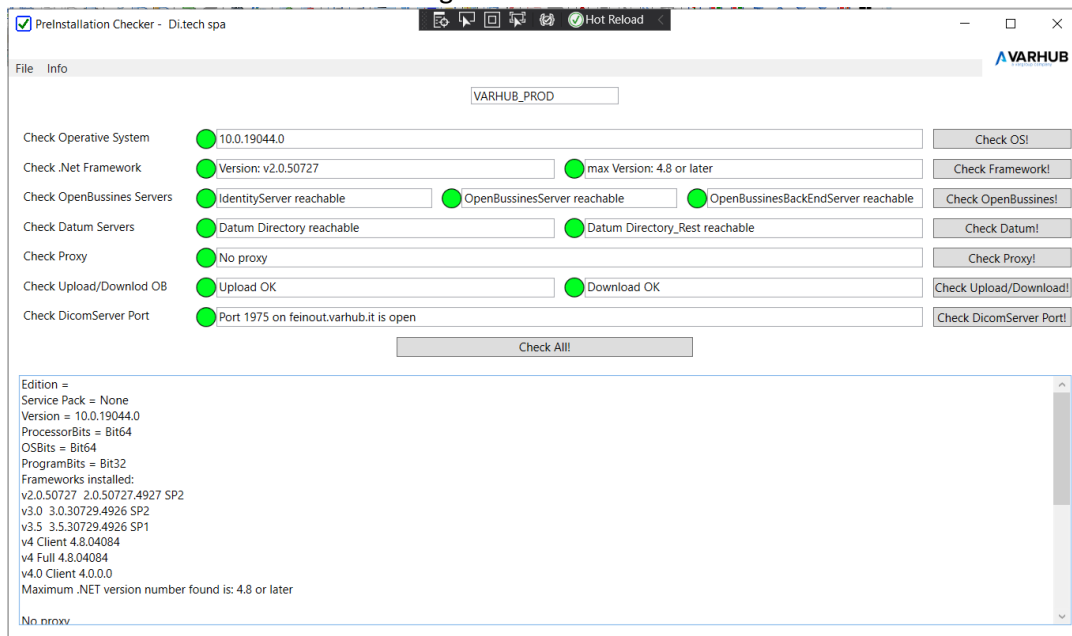 PreInstallation Checker - Di.tech spa
Hot Reload
VARHUB
File Info
VARHUB_PROD
Check Operative System 10.0.19044.0 Check OS!
Check .Net Framework Version: v2.0.50727 max Version: 4.8 or later Check Framework!
Check OpenBussines Servers IdentityServer reachable OpenBussinesServer reachable OpenBussinesBackEndServer reachable Check OpenBussines!
Check Datum Servers Datum Directory reachable Datum Directory_Rest reachable Check Datum!
Check Proxy No proxy Check Proxy!
Check Upload/Downlod OB Upload OK Download OK Check Upload/Download!
Check DicomServer Port Port 1975 on feinout.varhub.it is open Check DicomServer Port!
Check All!
Edition =
Service Pack = None
Version = 10.0.19044.0
ProcessorBits = Bit64
OSBits = Bit64
ProgramBits = Bit32
Frameworks installed:
v2.0.50727 2.0.50727.4927 SP2
v3.0 3.0.30729.4926 SP2
v3.5 3.5.30729.4926 SP1
v4 Client 4.8.04084
v4 Full 4.8.04084
v4.0 Client 4.0.0.0
Maximum .NET version number found is: 4.8 or later
No proxy